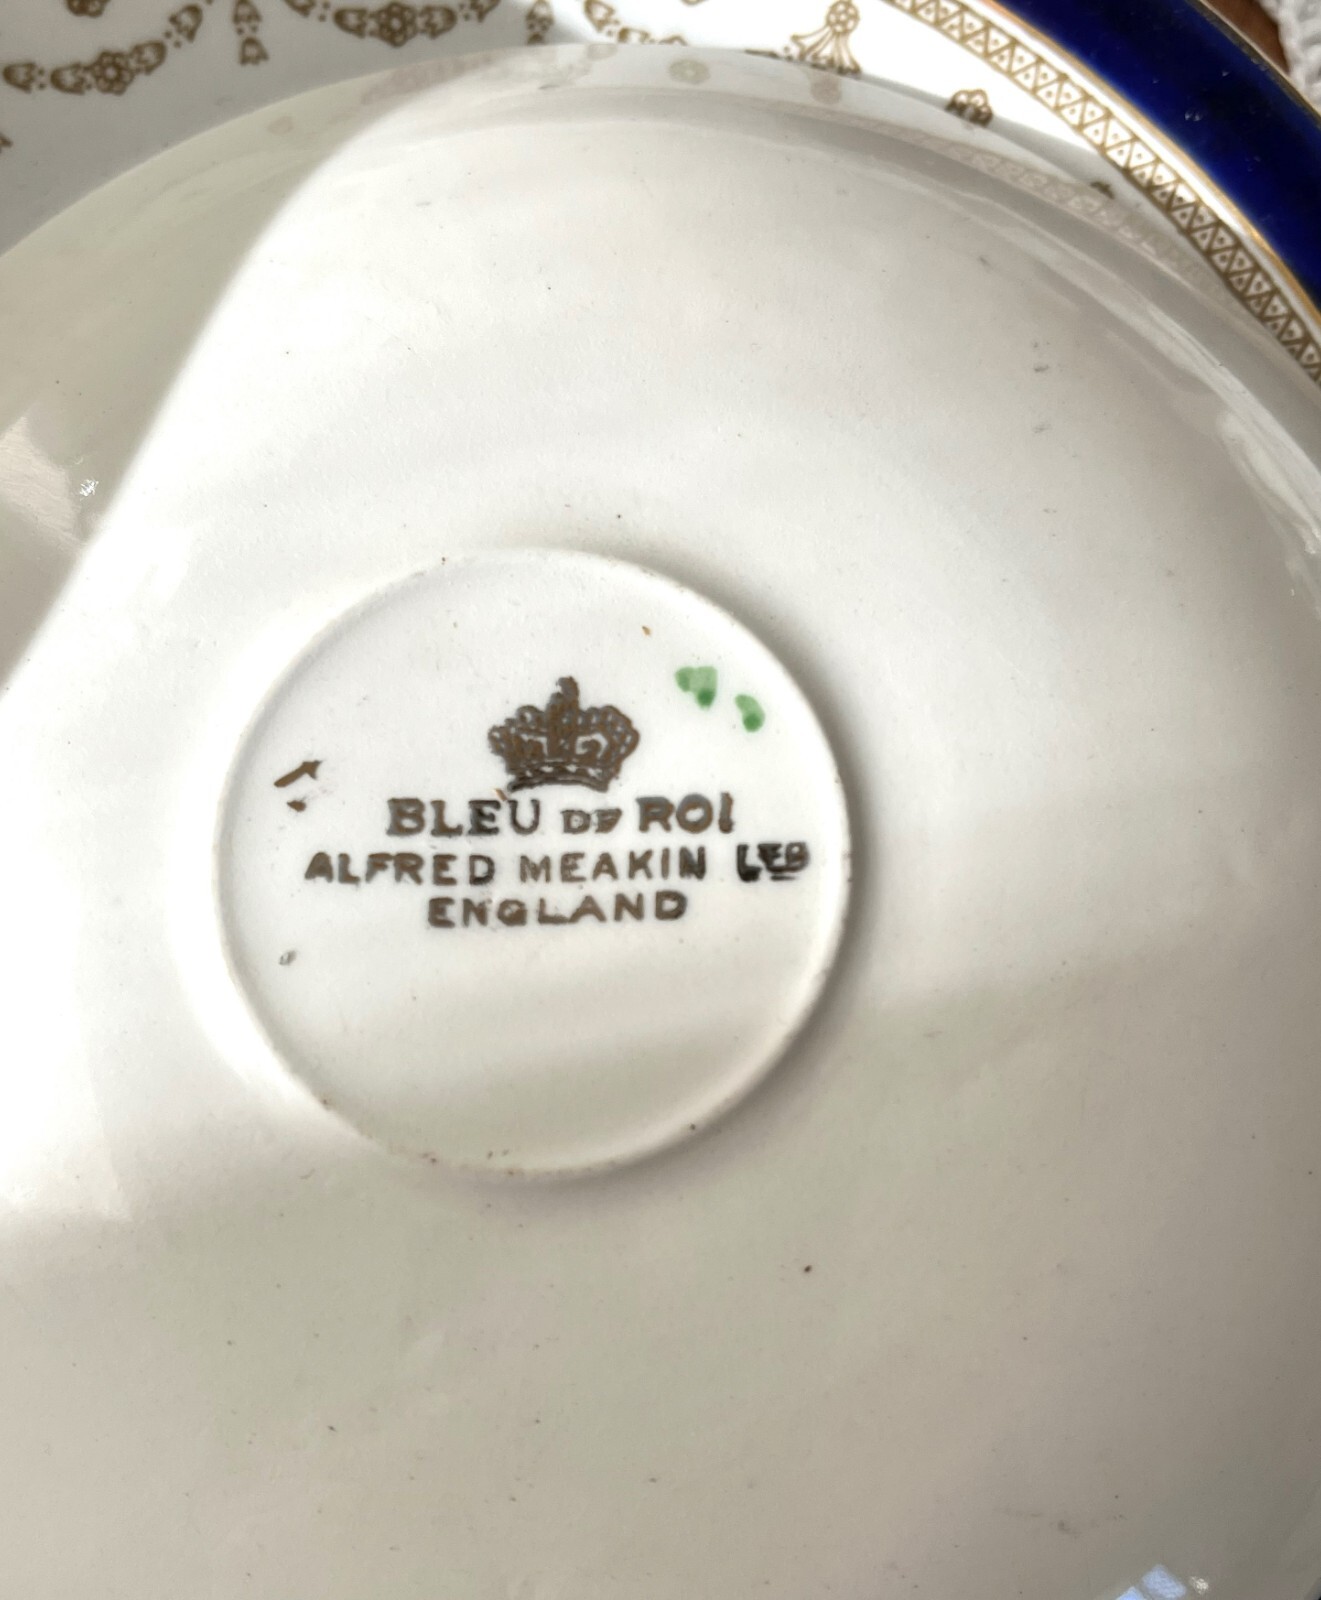 BLEU DE ROI
ALFRED MEAKIN LTD
ENGLAND